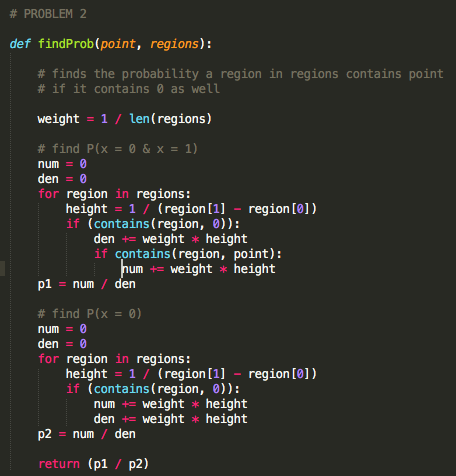 # PROBLEM 2
def findProb(point, regions):
# finds the probability a region in regions contains point
# if it contains 0 as well
weight = 1 / len(regions)
# find P(x = 0 & x = 1)
num = 0
den = 0
for region in regions:
height = 1 / (region[1] - region[0])
if (contains(region, 0)):
den += weight * height
if contains(region, point):
num += weight * height
p1 = num / den
# find P(x = 0)
num = 0
den = 0
for region in regions:
height = 1 / (region[1] - region[0])
if (contains(region, 0)):
num += weight * height
den += weight * height
p2 = num / den
return (p1 / p2)